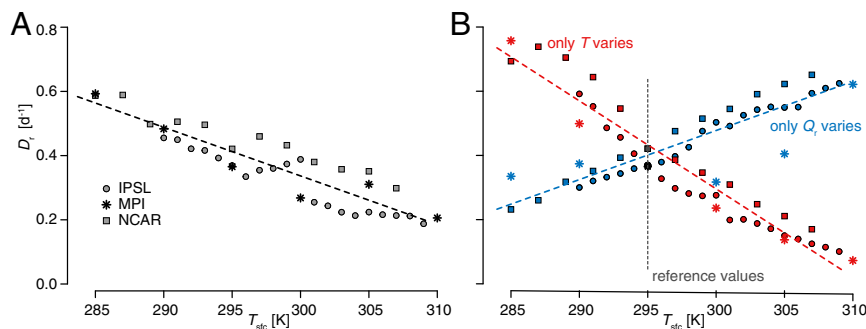 A
B
0.8
0.6
0.4
0.2
0.0
D_r [d⁻¹]
IPSL
MPI
NCAR
285 290 295 300 305 310
T_sfc [K]
only T varies
only Q_r varies
reference values
285 290 295 300 305 310
T_sfc [K]